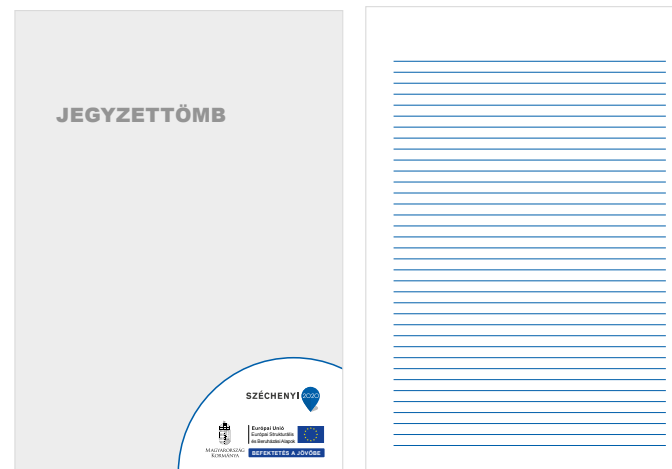 JEGYZETTÖMB
SZÉCHENYI 2020
MAGYARORSZÁG
KORMÁNYA
Európai Unió
Európai Strukturális
és Beruházási Alapok
BEFEKTETÉS A JÖVŐBE